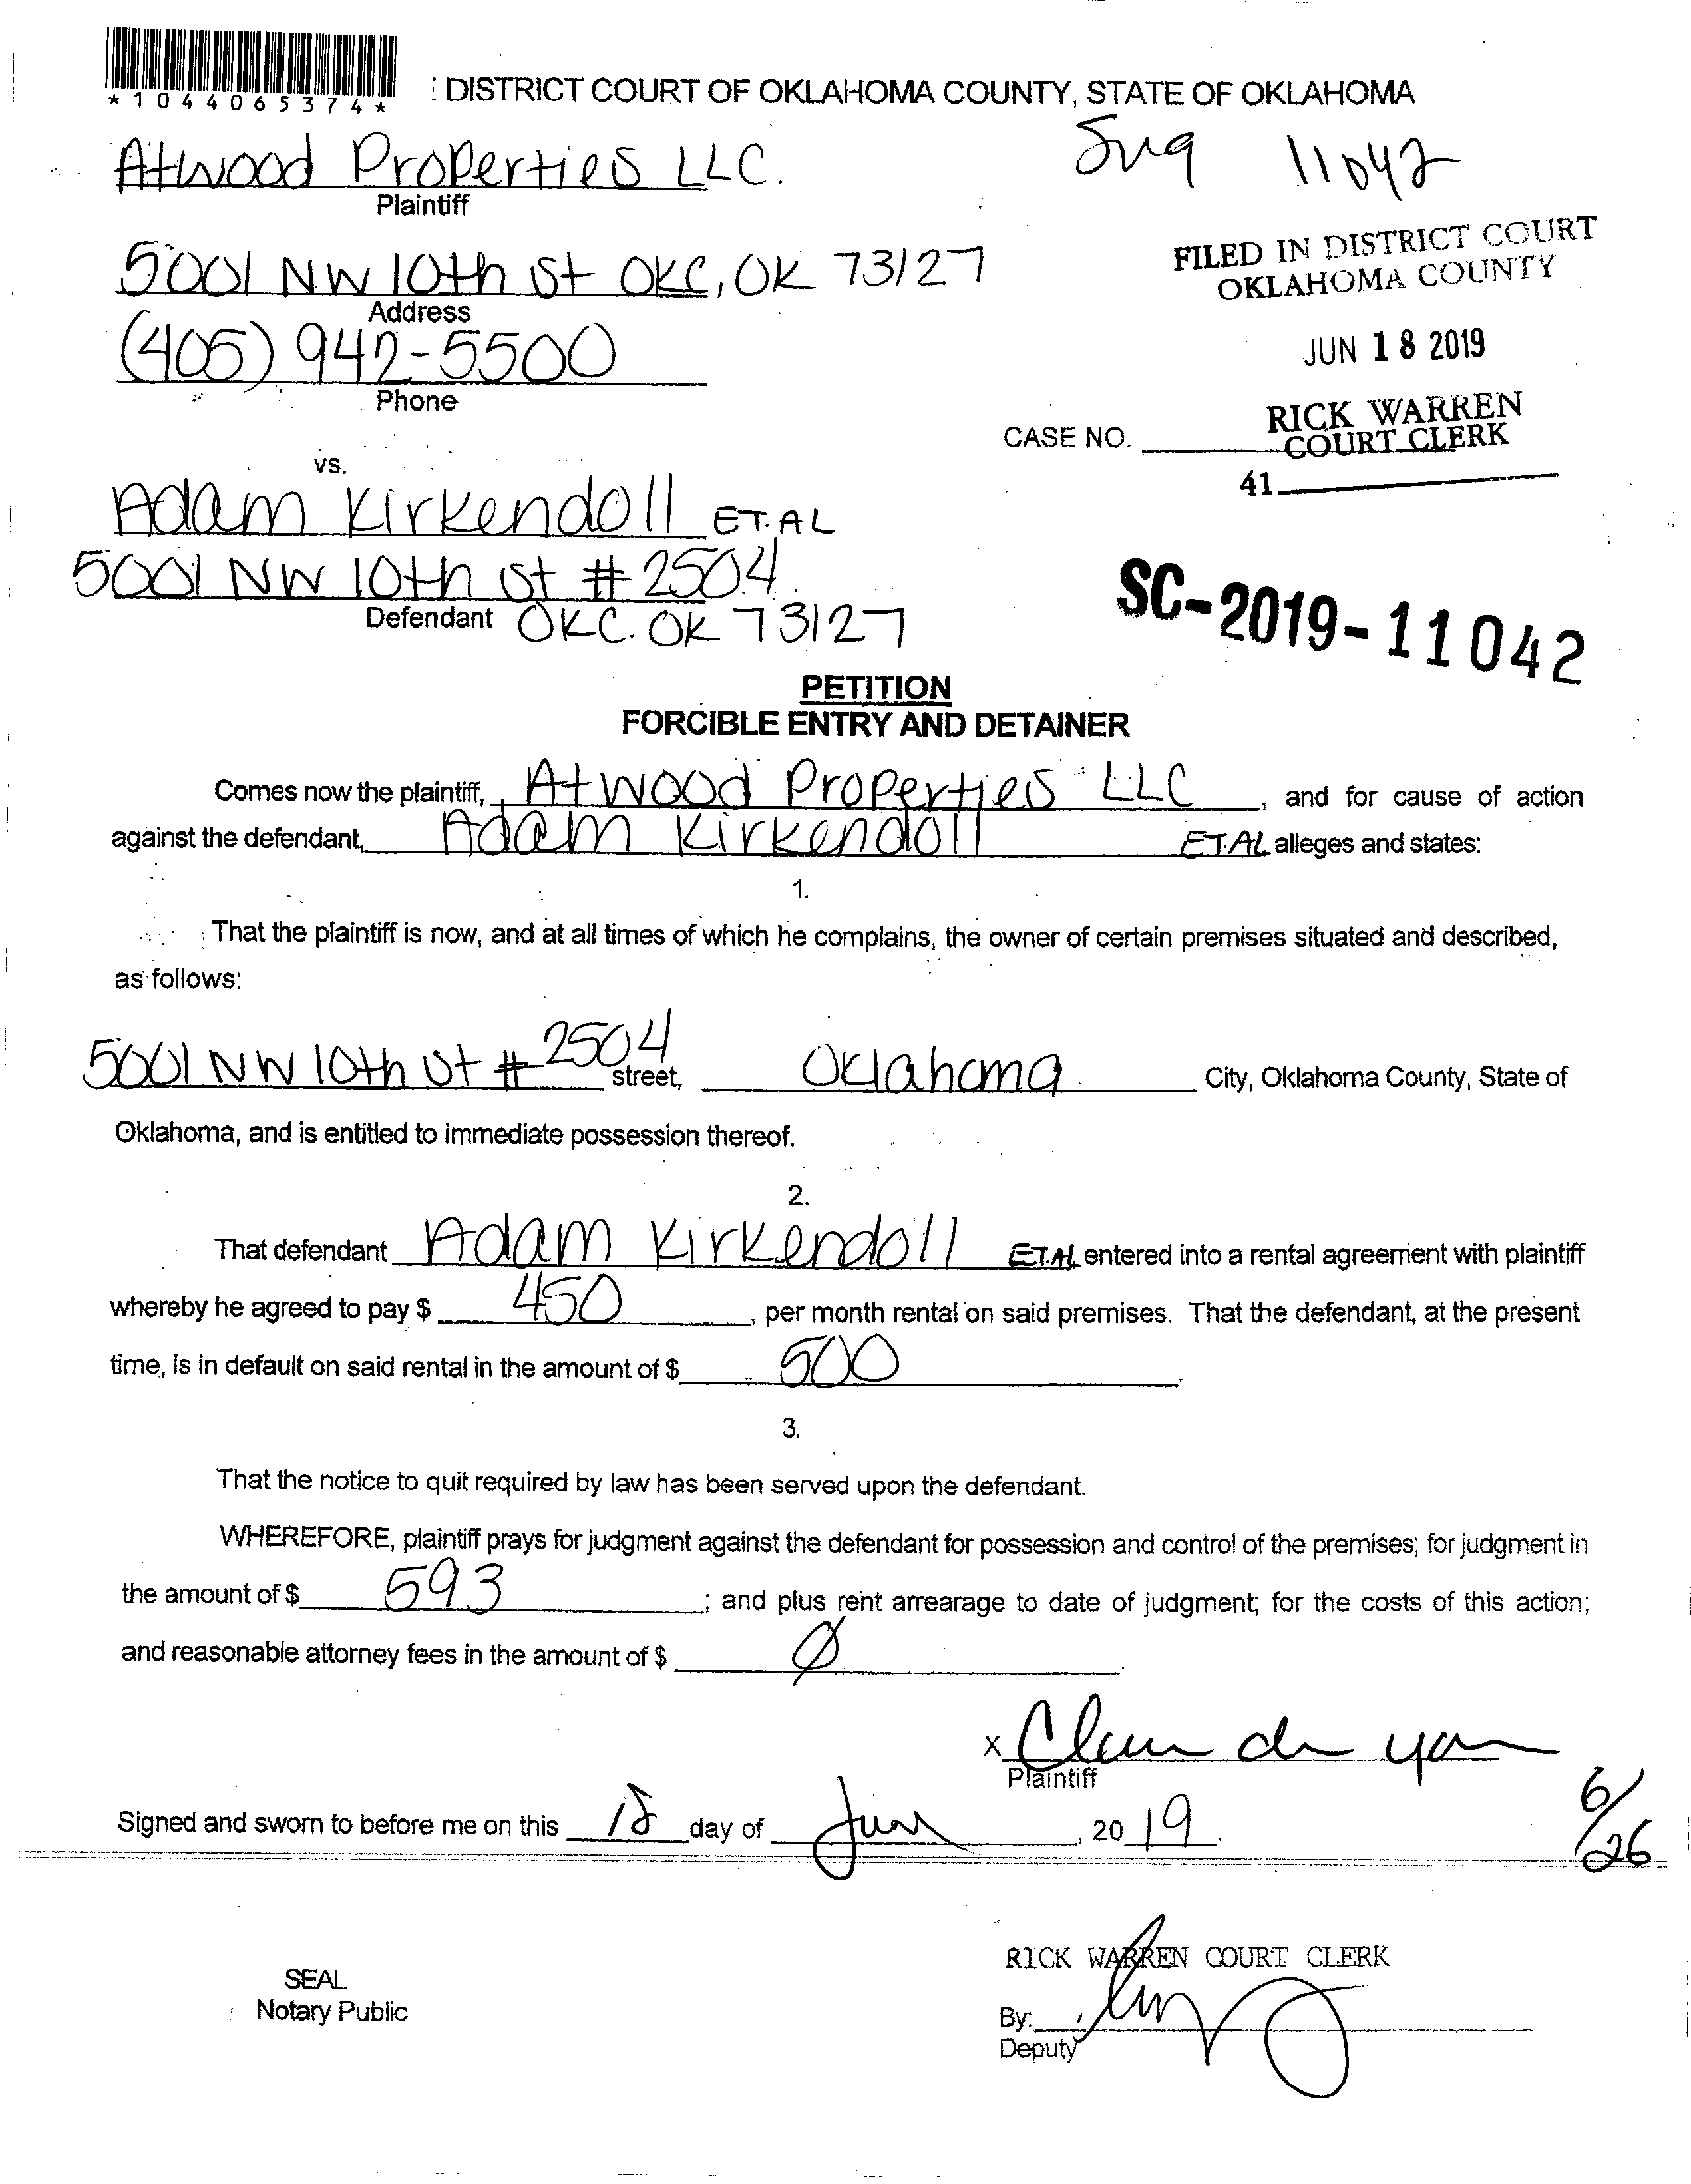 *1044065374*
: DISTRICT COURT OF OKLAHOMA COUNTY, STATE OF OKLAHOMA
Atwood Properties LLC.
11042
Plaintiff
5001 NW 10th St OKC, OK 73127
Address
FILED IN DISTRICT COURT
OKLAHOMA COUNTY
(405) 942-5500
Phone
JUN 18 2019
RICK WARREN
COURT CLERK
CASE NO.
41
vs.
Adam Kirkendoll ET.AL
5001 NW 10th St # 2504
Defendant OKC. OK 73127
SC-2019-11042
PETITION
FORCIBLE ENTRY AND DETAINER
Comes now the plaintiff, Atwood Properties LLC, and for cause of action
against the defendant, Adam Kirkendoll ET.AL alleges and states:
1.
That the plaintiff is now, and at all times of which he complains, the owner of certain premises situated and described,
as follows:
5001 NW 10th St # 2504 street, Oklahoma City, Oklahoma County, State of
Oklahoma, and is entitled to immediate possession thereof.
2.
That defendant Adam Kirkendoll ET.AL entered into a rental agreement with plaintiff
whereby he agreed to pay $ 450, per month rental on said premises. That the defendant, at the present
time, is in default on said rental in the amount of $ 500.
3.
That the notice to quit required by law has been served upon the defendant.
WHEREFORE, plaintiff prays for judgment against the defendant for possession and control of the premises; for judgment in
the amount of $ 593; and plus rent arrearage to date of judgment; for the costs of this action;
and reasonable attorney fees in the amount of $ Ø.
X
Plaintiff
Signed and sworn to before me on this 18 day of Jun, 2019.
6/26
RICK WARREN COURT CLERK
SEAL
Notary Public
By:
Deputy